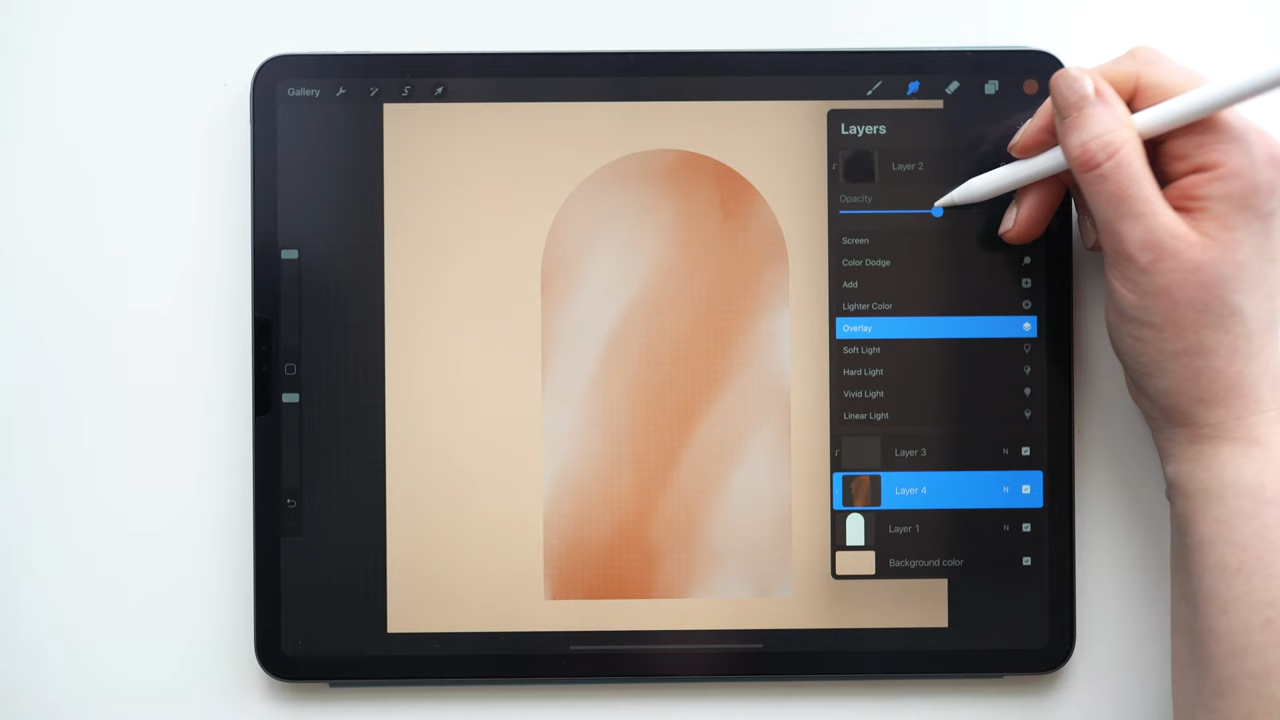 Gallery
Layers
Layer 2
Opacity
Screen
Color Dodge
Add
Lighter Color
Overlay
Soft Light
Hard Light
Vivid Light
Linear Light
Layer 3 N
Layer 4 N
Layer 1 N
Background color